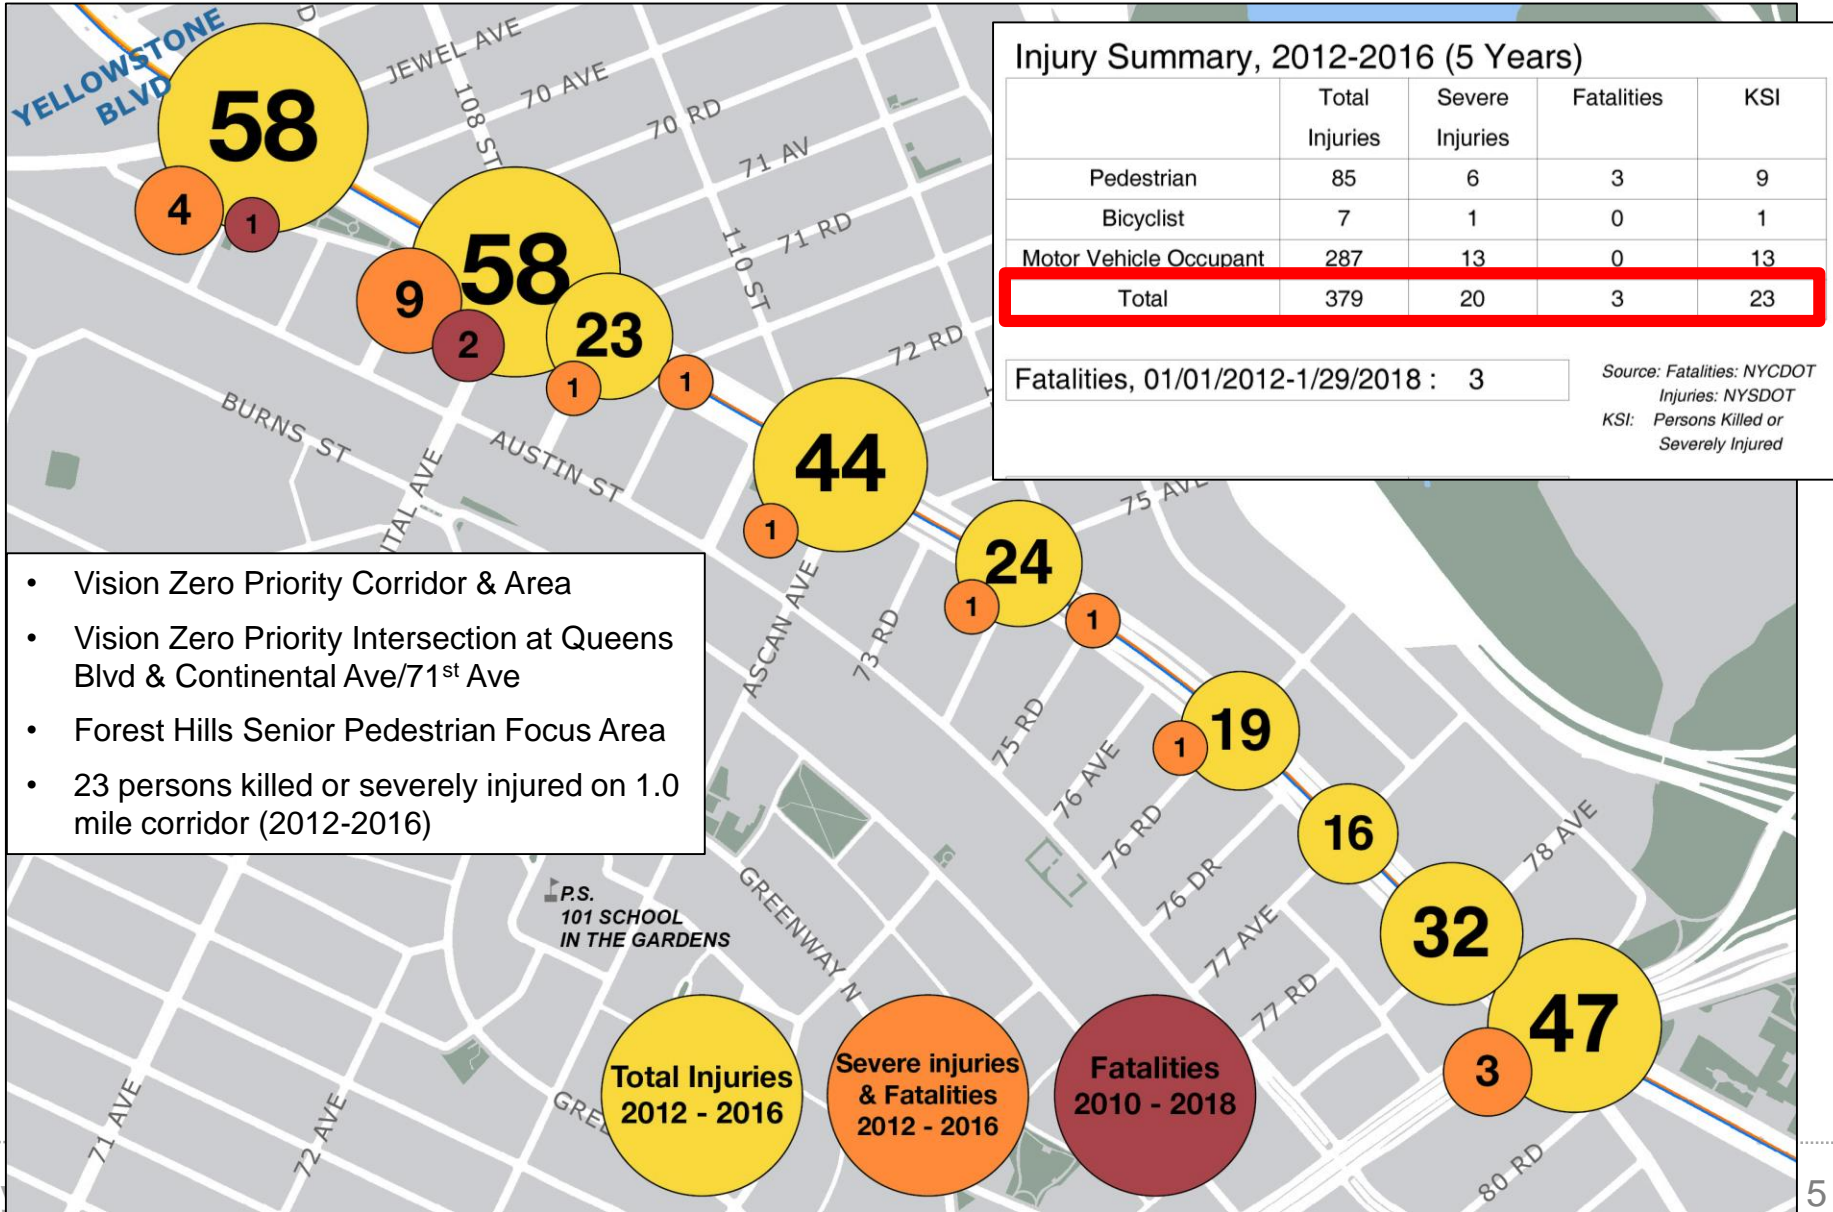 YELLOWSTONE
BLVD
JEWEL AVE
108 ST
70 AVE
70 RD
71 AV
71 RD
110 ST
72 RD
75 AVE
58
4
1
58
9
2
23
1
1
44
1
24
1
1
19
1
16
32
47
3
BURNS ST
AUSTIN ST
ASCAN AVE
73 RD
75 RD
76 AVE
76 RD
76 DR
77 AVE
77 RD
78 AVE
80 RD
GREENWAY N
71 AVE
72 AVE
P.S.
101 SCHOOL
IN THE GARDENS
Injury Summary, 2012-2016 (5 Years)
Total Injuries Severe Injuries Fatalities KSI
Pedestrian 85 6 3 9
Bicyclist 7 1 0 1
Motor Vehicle Occupant 287 13 0 13
Total 379 20 3 23
Fatalities, 01/01/2012-1/29/2018 : 3
Source: Fatalities: NYCDOT
Injuries: NYSDOT
KSI: Persons Killed or
Severely Injured
• Vision Zero Priority Corridor & Area
• Vision Zero Priority Intersection at Queens
Blvd & Continental Ave/71st Ave
• Forest Hills Senior Pedestrian Focus Area
• 23 persons killed or severely injured on 1.0
mile corridor (2012-2016)
Total Injuries
2012 - 2016
Severe injuries
& Fatalities
2012 - 2016
Fatalities
2010 - 2018
5